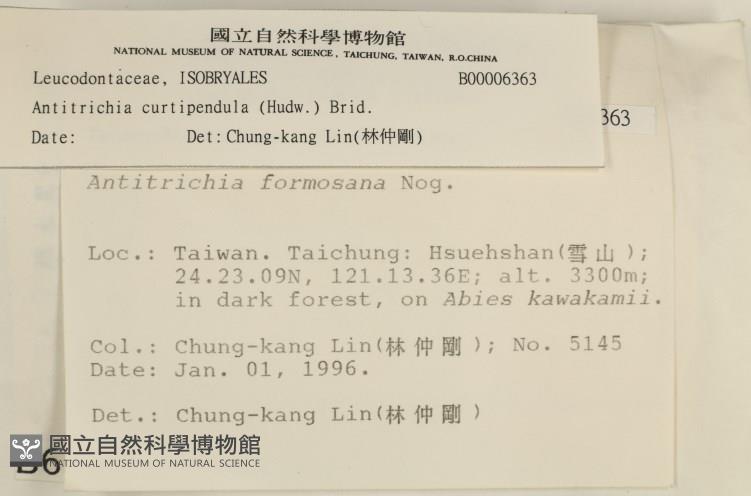 國立自然科學博物館
NATIONAL MUSEUM OF NATURAL SCIENCE, TAICHUNG, TAIWAN, R.O.CHINA
Leucodontaceae, ISOBRYALES B00006363
Antitrichia curtipendula (Hudw.) Brid.
Date: Det: Chung-kang Lin(林仲剛)
363
Antitrichia formosana Nog.
Loc.: Taiwan. Taichung: Hsuehshan(雪山);
24.23.09N, 121.13.36E; alt. 3300m;
in dark forest, on Abies kawakamii.
Col.: Chung-kang Lin(林仲剛); No. 5145
Date: Jan. 01, 1996.
Det.: Chung-kang Lin(林仲剛)
國立自然科學博物館
NATIONAL MUSEUM OF NATURAL SCIENCE